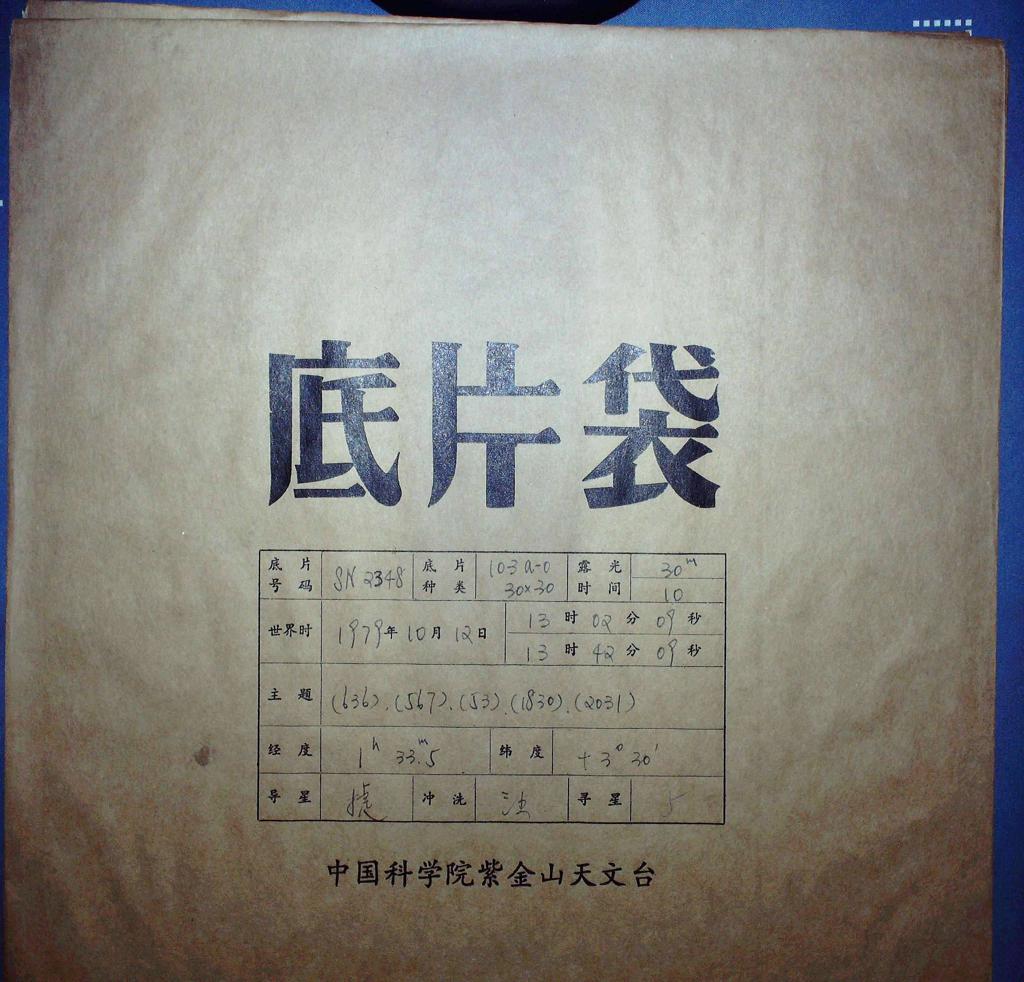 底片袋
底片号码 SN 2348 底片种类 103a-O 30×30 露光时间 30ᵐ 10
世界时 1979年10月12日 13时02分09秒
13时42分09秒
主题 (636).(567).(53).(1830).(2031)
经度 1ʰ 33ᵐ.5 纬度 +3° 30′
导星 冲洗 寻星
中国科学院紫金山天文台